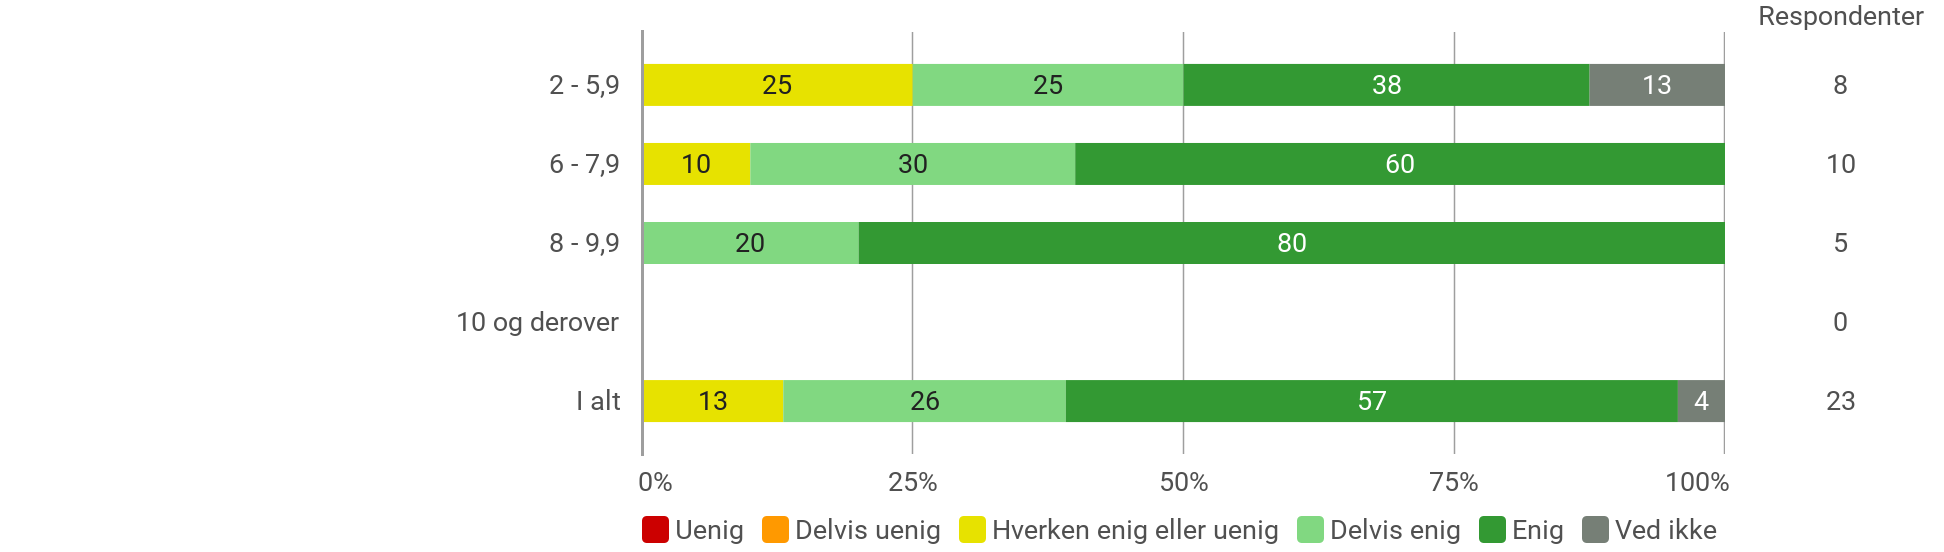 Respondenter
2 - 5,9 25 25 38 13 8
6 - 7,9 10 30 60 10
8 - 9,9 20 80 5
10 og derover 0
I alt 13 26 57 4 23
0% 25% 50% 75% 100%
Uenig Delvis uenig Hverken enig eller uenig Delvis enig Enig Ved ikke